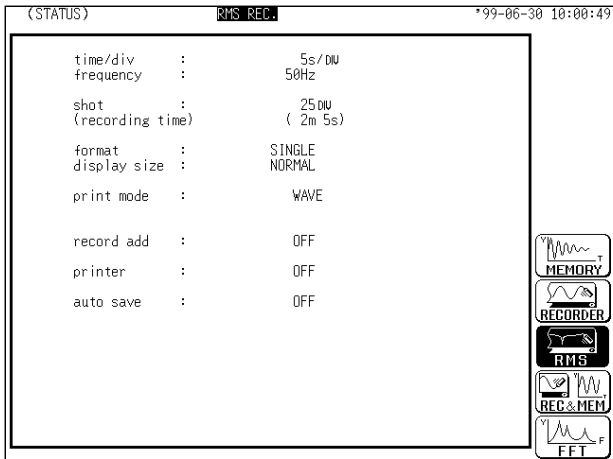 (STATUS) RMS REC. '99-06-30 10:00:49
time/div : 5s/DIV
frequency : 50Hz
shot : 25DIV
(recording time) ( 2m 5s)
format : SINGLE
display size : NORMAL
print mode : WAVE
record add : OFF
printer : OFF
auto save : OFF
Y T
MEMORY
RECORDER
RMS
Y T
REC&MEM
Y F
FFT